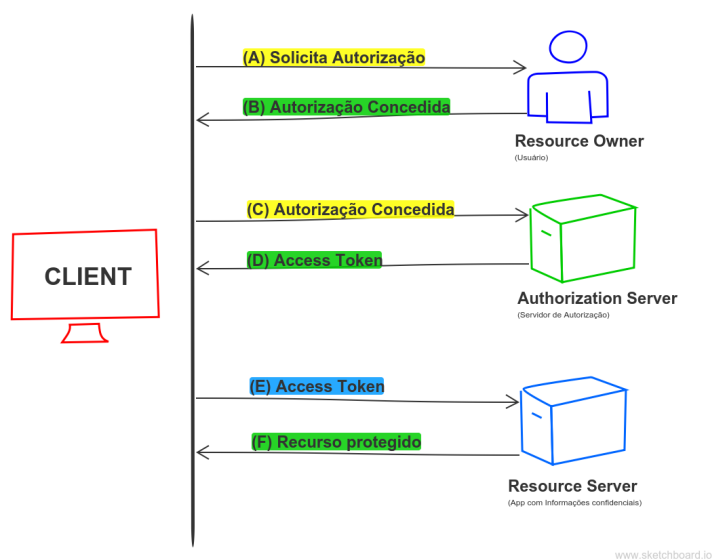 (A) Solicita Autorização
(B) Autorização Concedida
Resource Owner
(Usuário)
(C) Autorização Concedida
(D) Access Token
CLIENT
Authorization Server
(Servidor de Autorização)
(E) Access Token
(F) Recurso protegido
Resource Server
(App com Informações confidenciais)
www.sketchboard.io